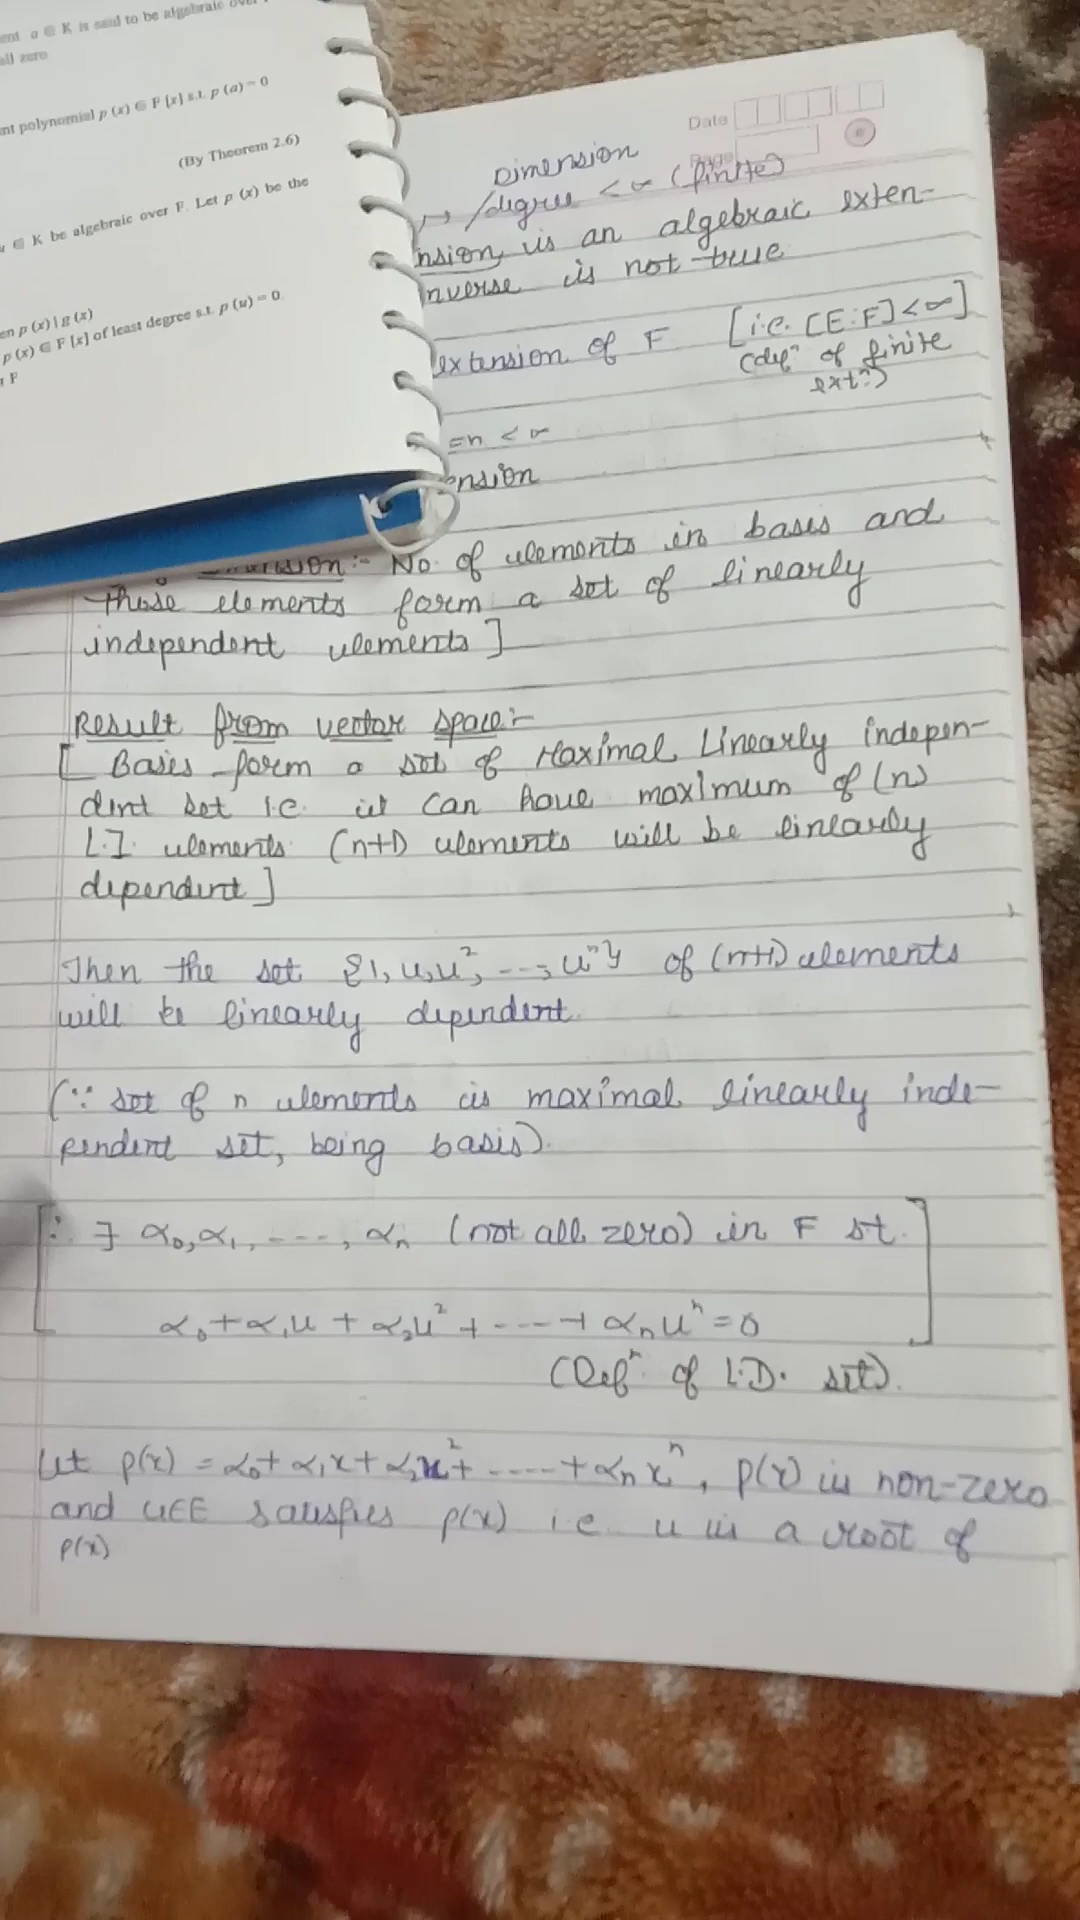 a ∈ K is said to be algebraic
all zero
polynomial p (x) ∈ F [x] s.t. p (a) = 0
(By Theorem 2.6)
∈ K be algebraic over F. Let p (x) be the
p (x) | g (x)
p (x) ∈ F [x] of least degree s.t. p (u) = 0
F
Date
Page
Dimension
/degree < ∞ (finite)
nsion, is an algebraic exten-
nverse is not true
extension of F [i.e. [E:F] < ∞]
(defⁿ of finite
extⁿ)
= n < ∞
ension
:- No. of elements in basis and
those elements form a set of linearly
independent elements]
Result from vector space:-
[ Basis form a set of Maximal Linearly indepen-
dent set i.e. it can have maximum of (n)
L.I. elements (n+1) elements will be linearly
dependent]
Then the set {1, u, u², ---, uⁿ} of (n+1) elements
will be linearly dependent.
(∵ set of n elements is maximal linearly inde-
pendent set, being basis).
∴ ∃ α₀, α₁, ----, αₙ (not all zero) in F st.
α₀ + α₁u + α₂u² + ---- + αₙuⁿ = 0
(Defⁿ of L.D. set).
Let p(x) = α₀ + α₁x + α₂x² + ----- + αₙxⁿ, p(x) is non-zero
and u∈E satisfies p(x) i.e. u is a root of
p(x)